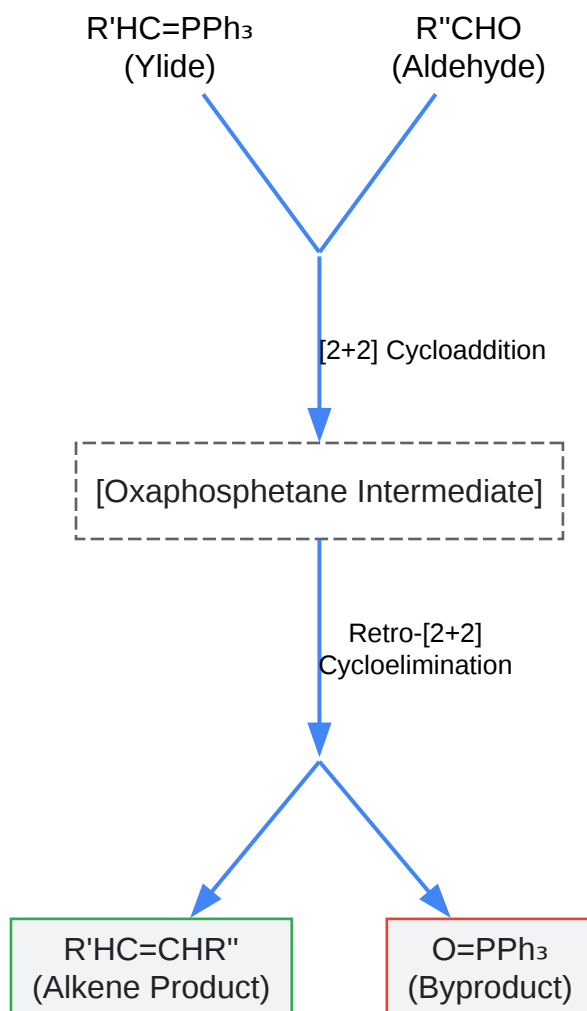 R'HC=PPh₃
(Ylide)
R''CHO
(Aldehyde)
[2+2] Cycloaddition
[Oxaphosphetane Intermediate]
Retro-[2+2]
Cycloelimination
R'HC=CHR''
(Alkene Product)
O=PPh₃
(Byproduct)